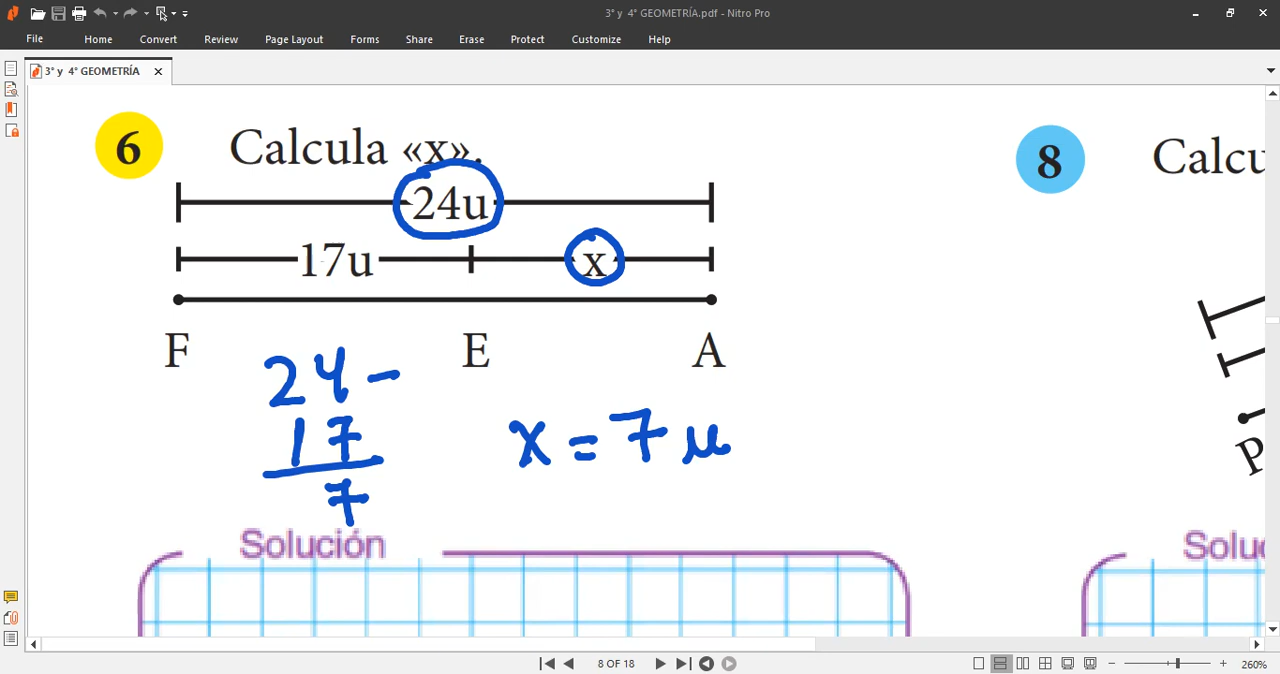 3° y 4° GEOMETRÍA.pdf - Nitro Pro
File Home Convert Review Page Layout Forms Share Erase Protect Customize Help
3° y 4° GEOMETRÍA
6 Calcula «x».
24u
17u x
F E A
24 -
17
7
x = 7 u
Solución
8 Calcu
P
Soluc
8 OF 18
260%